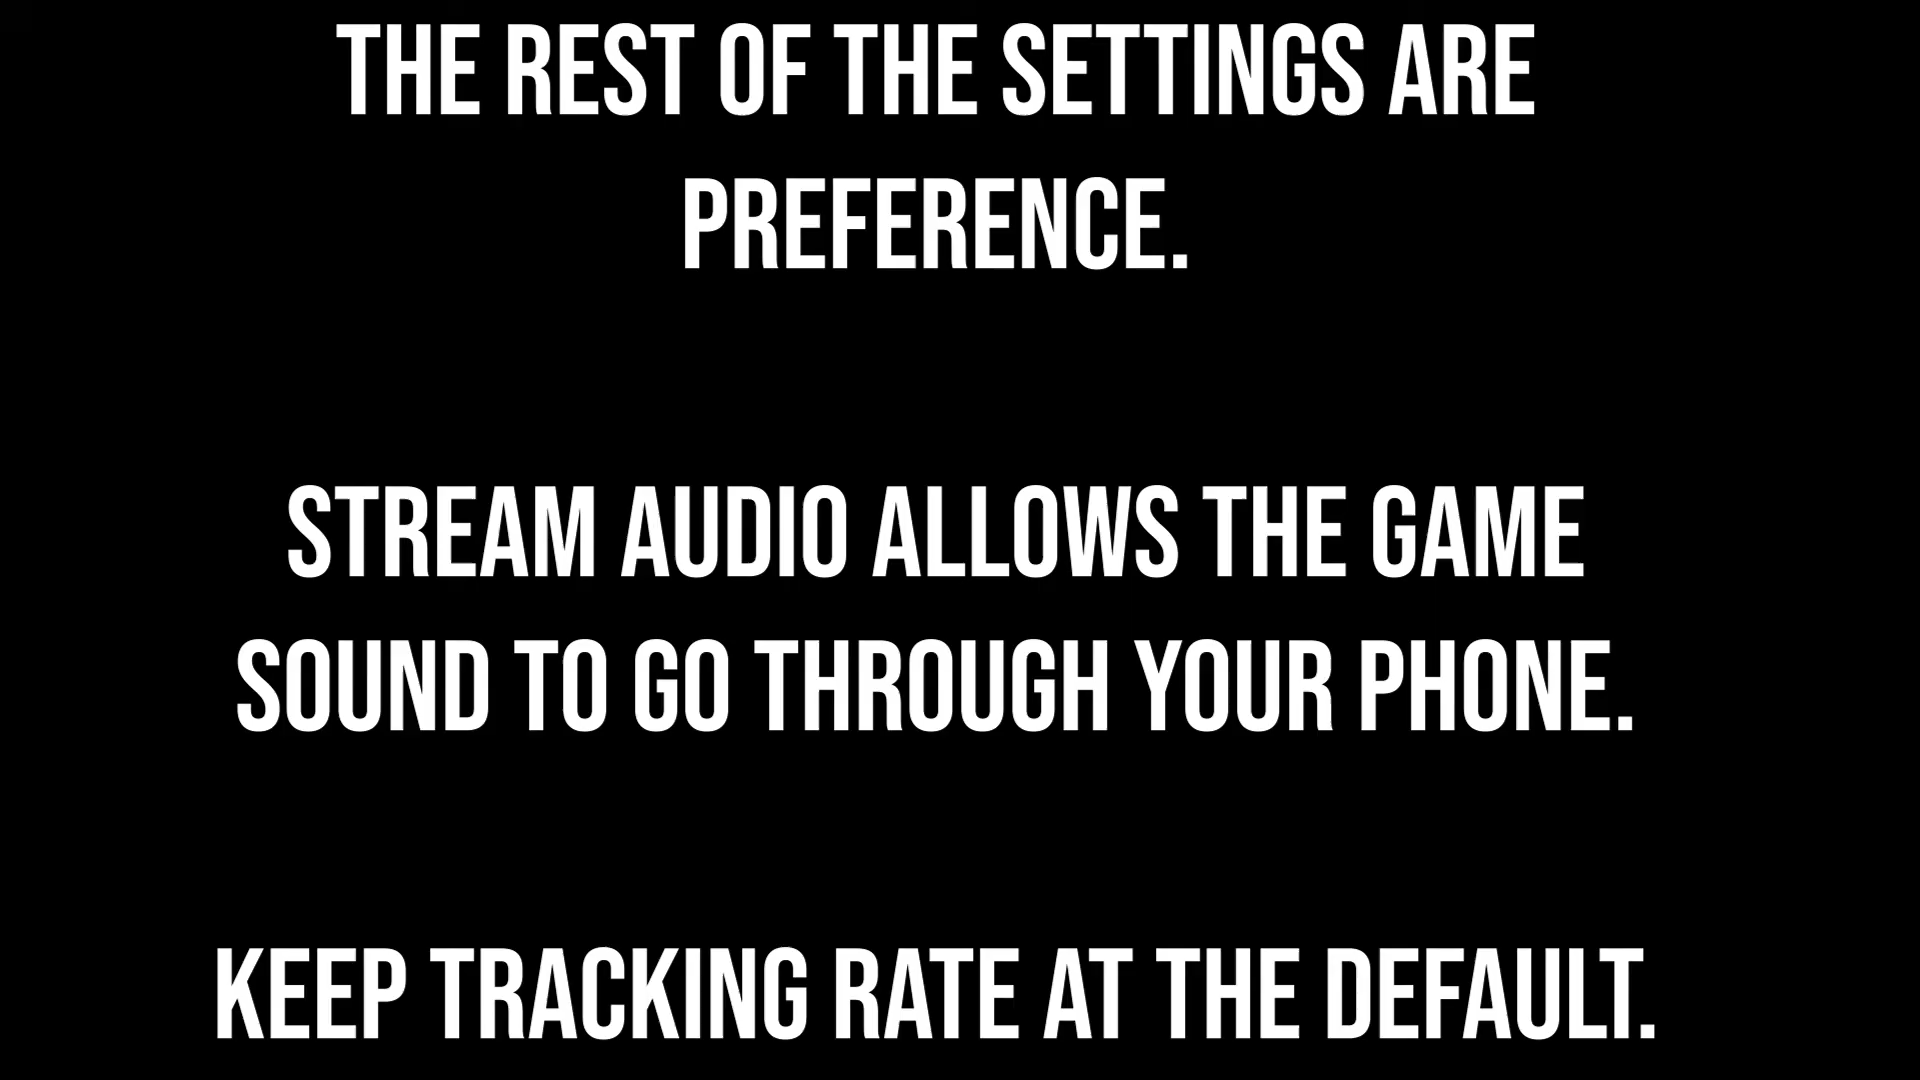 THE REST OF THE SETTINGS ARE
PREFERENCE.
STREAM AUDIO ALLOWS THE GAME
SOUND TO GO THROUGH YOUR PHONE.
KEEP TRACKING RATE AT THE DEFAULT.